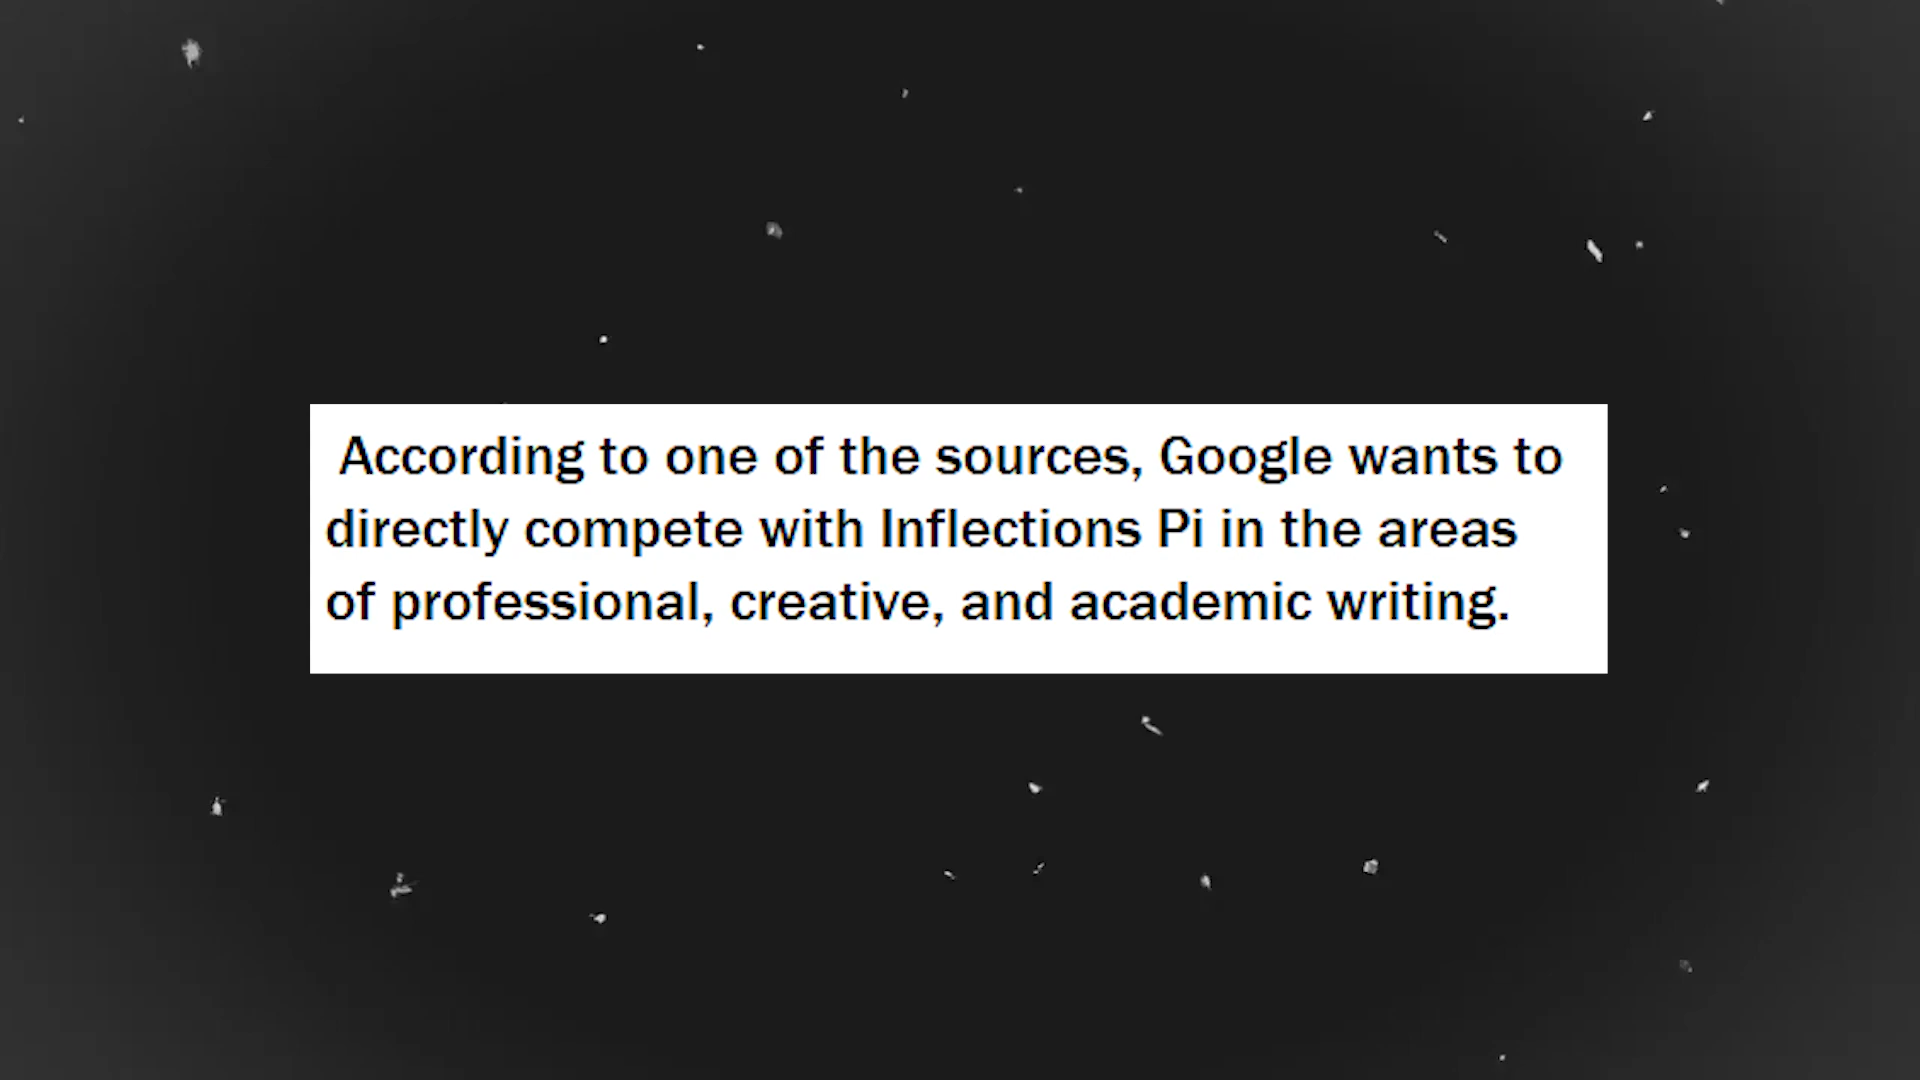 According to one of the sources, Google wants to
directly compete with Inflections Pi in the areas
of professional, creative, and academic writing.